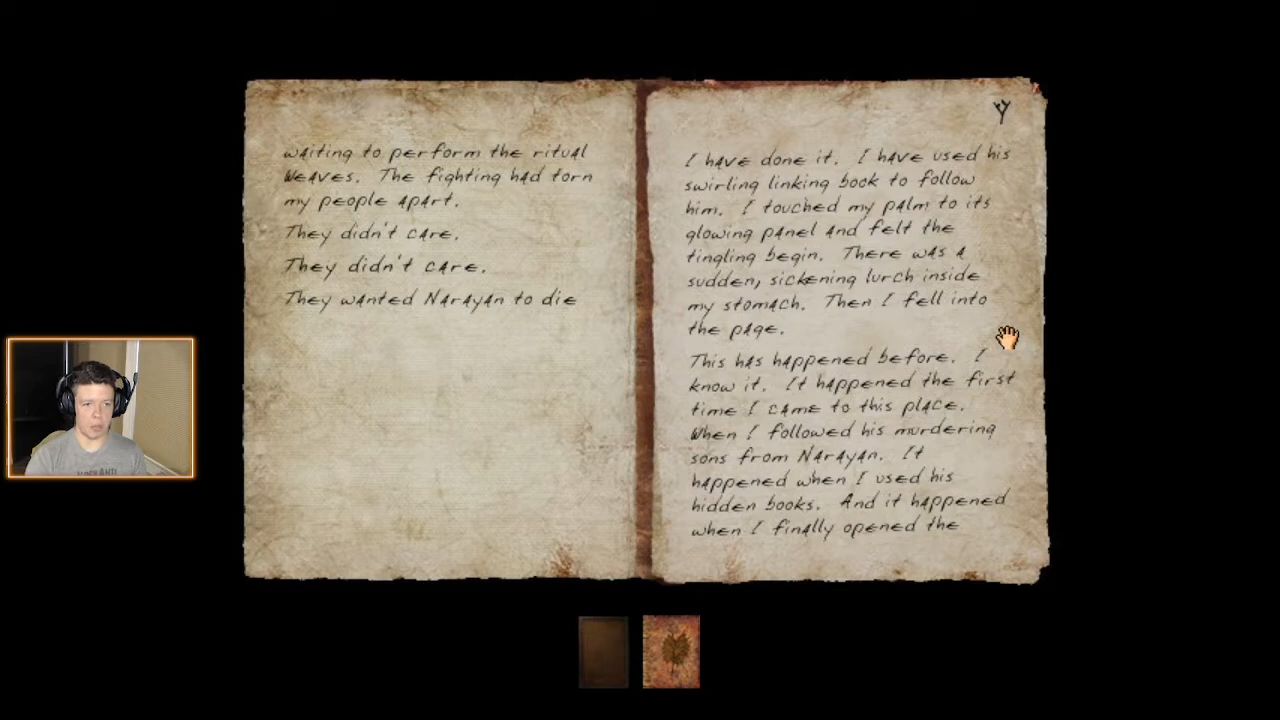 waiting to perform the ritual
Weaves. The fighting had torn
my people apart.
They didn't care.
They didn't care.
They wanted Narayan to die
I have done it. I have used his
swirling linking book to follow
him. I touched my palm to its
glowing panel and felt the
tingling begin. There was a
sudden, sickening lurch inside
my stomach. Then I fell into
the page.
This has happened before. I
know it. It happened the first
time I came to this place.
When I followed his murdering
sons from Narayan. It
happened when I used his
hidden books. And it happened
when I finally opened the